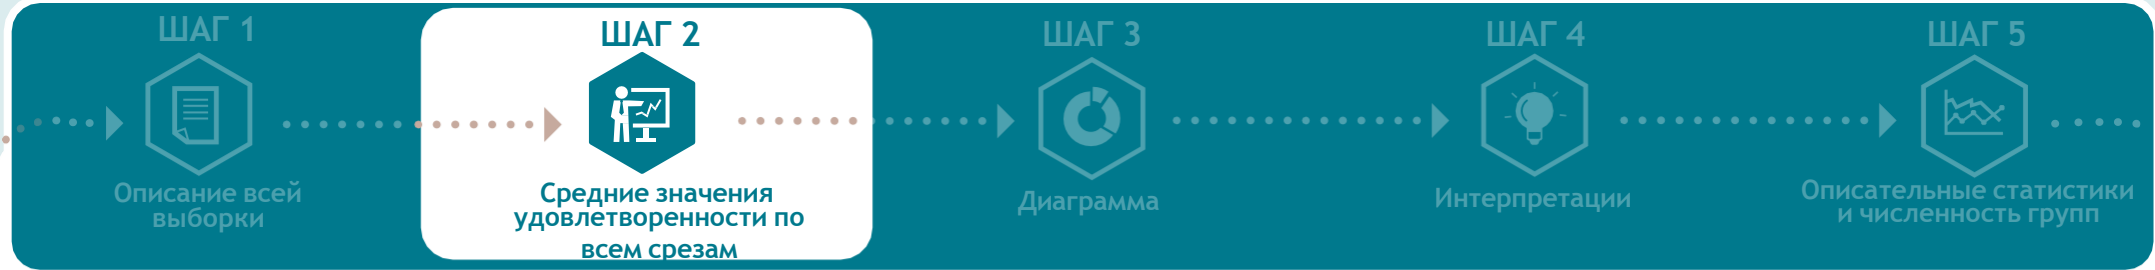 ШАГ 1
Описание всей
выборки
ШАГ 2
Средние значения
удовлетворенности по
всем срезам
ШАГ 3
Диаграмма
ШАГ 4
Интерпретации
ШАГ 5
Описательные статистики
и численность групп